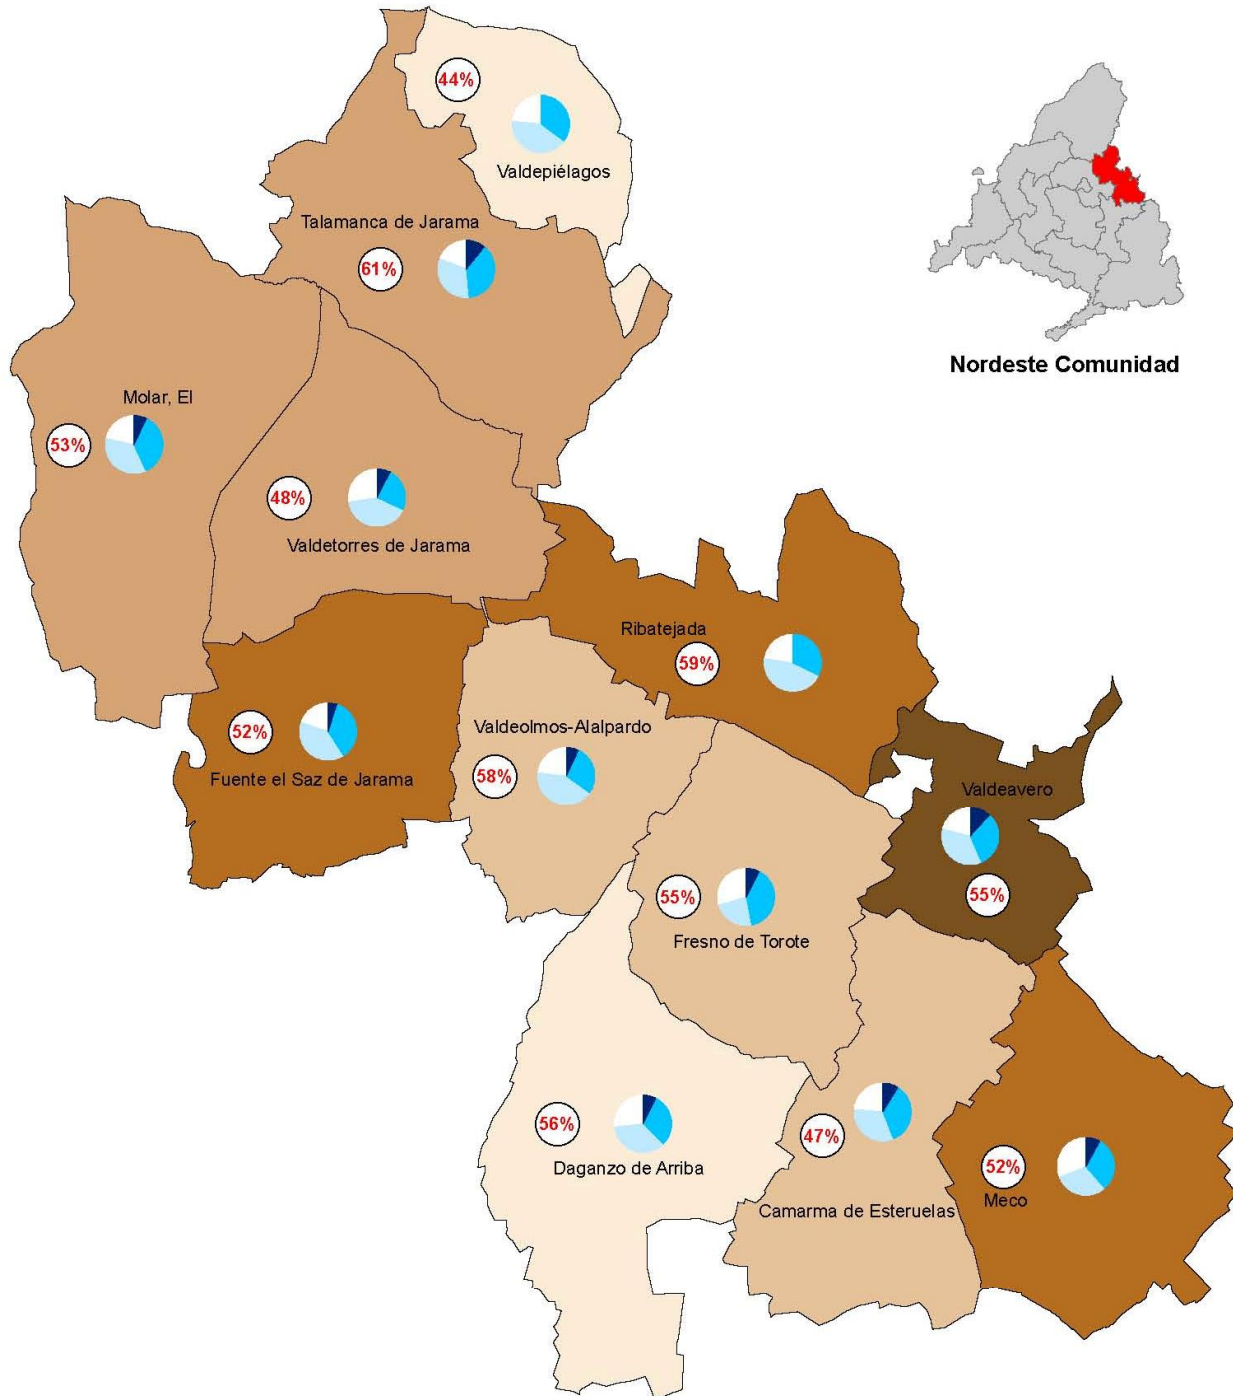 44%
Valdepiélagos
Talamanca de Jarama
61%
Nordeste Comunidad
Molar, El
53%
48%
Valdetorres de Jarama
Ribatejada
59%
Valdeolmos-Alalpardo
52%
58%
Fuente el Saz de Jarama
Valdeavero
55%
55%
Fresno de Torote
56%
47%
Daganzo de Arriba
52%
Meco
Camarma de Esteruelas